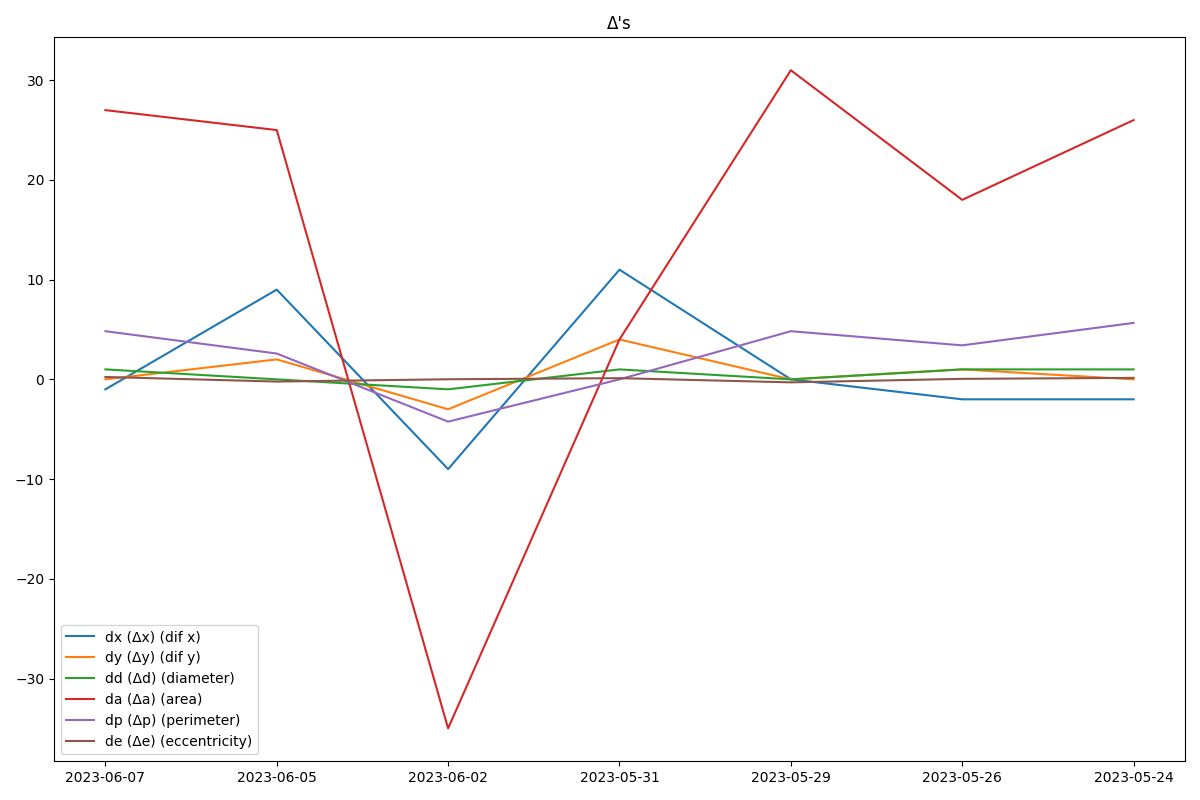 Δ's
30
20
10
0
−10
−20
−30
dx (Δx) (dif x)
dy (Δy) (dif y)
dd (Δd) (diameter)
da (Δa) (area)
dp (Δp) (perimeter)
de (Δe) (eccentricity)
2023-06-07 2023-06-05 2023-06-02 2023-05-31 2023-05-29 2023-05-26 2023-05-24